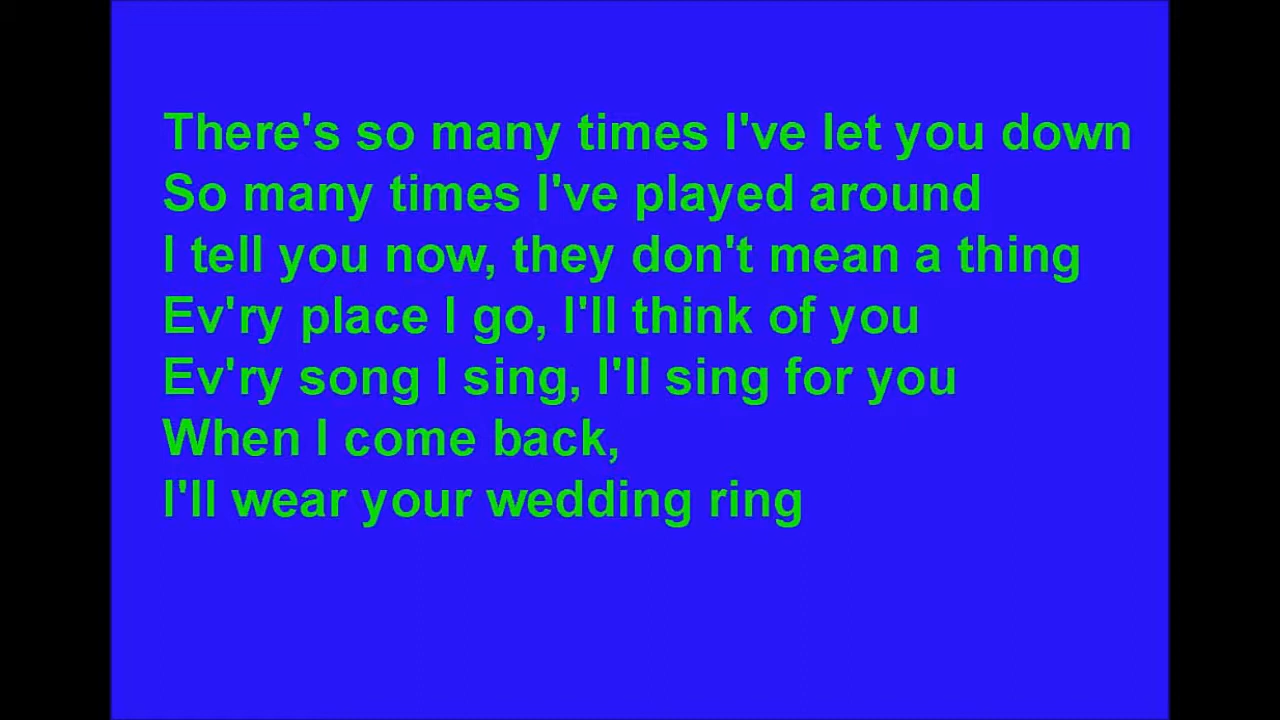 There's so many times I've let you down
So many times I've played around
I tell you now, they don't mean a thing
Ev'ry place I go, I'll think of you
Ev'ry song I sing, I'll sing for you
When I come back,
I'll wear your wedding ring